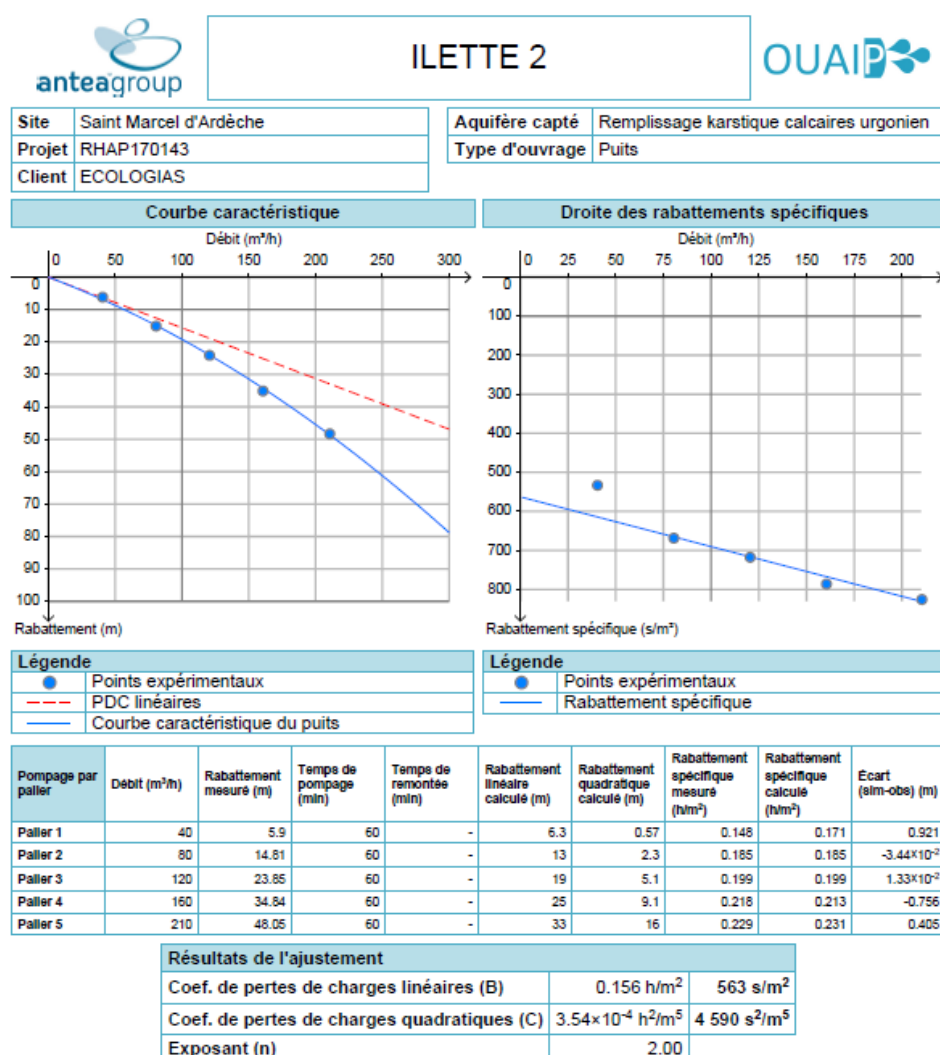 anteagroup
ILETTE 2
OUAIP
Site Saint Marcel d'Ardèche
Projet RHAP170143
Client ECOLOGIAS
Aquifère capté Remplissage karstique calcaires urgonien
Type d'ouvrage Puits
Courbe caractéristique
Débit (m³/h)
0 50 100 150 200 250 300
0
10
20
30
40
50
60
70
80
90
100
Rabattement (m)
Droite des rabattements spécifiques
Débit (m³/h)
0 25 50 75 100 125 150 175 200
0
100
200
300
400
500
600
700
800
Rabattement spécifique (s/m²)
Légende
Points expérimentaux
PDC linéaires
Courbe caractéristique du puits
Légende
Points expérimentaux
Rabattement spécifique
Pompage par palier Débit (m³/h) Rabattement mesuré (m) Temps de pompage (min) Temps de remontée (min) Rabattement linéaire calculé (m) Rabattement quadratique calculé (m) Rabattement spécifique mesuré (h/m²) Rabattement spécifique calculé (h/m²) Écart (sim-obs) (m)
Palier 1 40 5.9 60 - 6.3 0.57 0.148 0.171 0.921
Palier 2 80 14.81 60 - 13 2.3 0.185 0.185 -3.44×10⁻²
Palier 3 120 23.85 60 - 19 5.1 0.199 0.199 1.33×10⁻²
Palier 4 160 34.84 60 - 25 9.1 0.218 0.213 -0.756
Palier 5 210 48.05 60 - 33 16 0.229 0.231 0.405
Résultats de l'ajustement
Coef. de pertes de charges linéaires (B) 0.156 h/m² 563 s/m²
Coef. de pertes de charges quadratiques (C) 3.54×10⁻⁴ h²/m⁵ 4 590 s²/m⁵
Exposant (n) 2.00